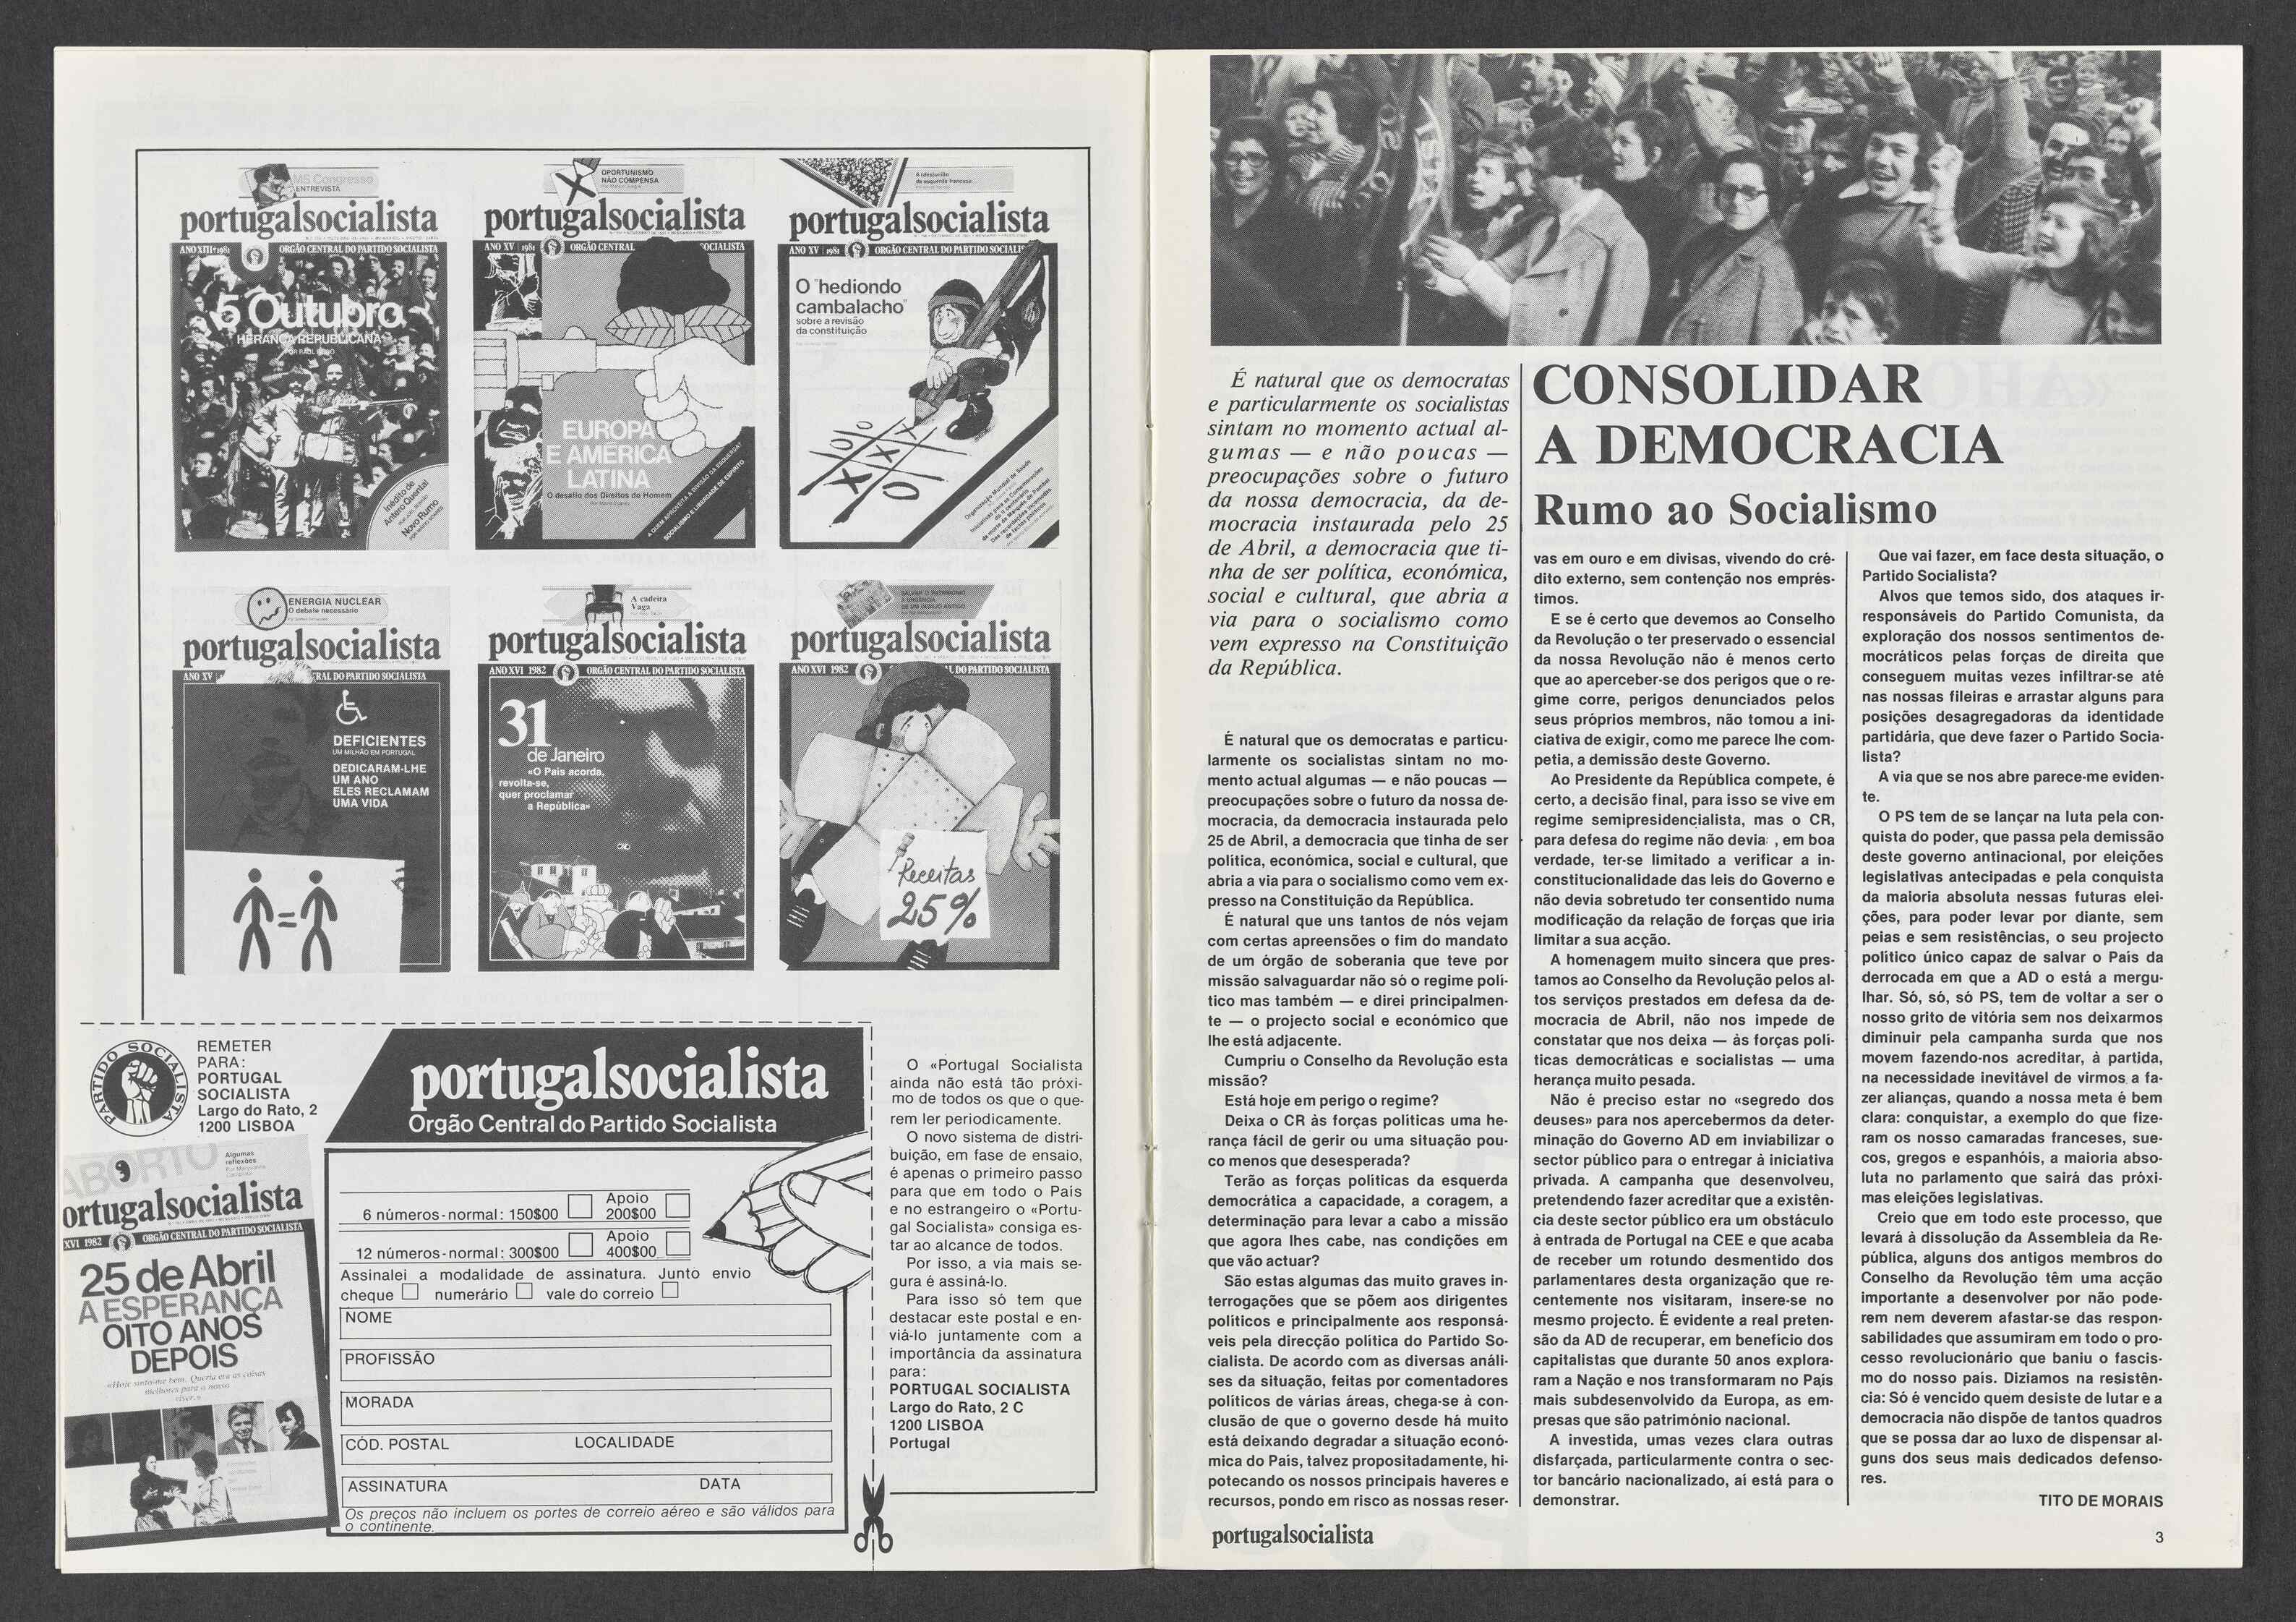 MS Congresso
ENTREVISTA
portugalsocialista
ORGÃO CENTRAL DO PARTIDO SOCIALISTA
5 Outubro
HERANÇA REPUBLICANA
POR RAUL REGO
Inédito de
Antero Quental
Novo Rumo
OPORTUNISMO
NÃO COMPENSA
portugalsocialista
ANO XV 1981 ORGÃO CENTRAL
OCIALISTA
EUROPA
E AMÉRICA
LATINA
O desafio dos Direitos do Homem
A QUEM APROVEITA A DIVISÃO DA ESQUERDA?
SOCIALISMO E LIBERDADE DE ESPÍRITO
A
da esquerda francesa
portugalsocialista
ANO XV 1981 ORGÃO CENTRAL DO PARTIDO SOCIALI
O "hediondo
cambalacho"
sobre a revisão
da constituição
Organização Mundial de Saúde
ENERGIA NUCLEAR
O debate necessário
portugalsocialista
ANO XV
RAL DO PARTIDO SOCIALISTA
DEFICIENTES
UM MILHÃO EM PORTUGAL
DEDICARAM-LHE
UM ANO
ELES RECLAMAM
UMA VIDA
=
A cadeira
Vaga
portugalsocialista
ANO XVI 1982 ORGÃO CENTRAL DO PARTIDO SOCIALISTA
31
de Janeiro
«O País acorda,
revolta-se,
quer proclamar
a República»
SALVAR O PATRIMÓNIO
A URGÊNCIA
DE UM DESEJO ANTIGO
portugalsocialista
ANO XVI 1982
L DO PARTIDO SOCIALISTA
Receitas
25%
PARTIDO SOCIALISTA
REMETER
PARA:
PORTUGAL
SOCIALISTA
Largo do Rato, 2
1200 LISBOA
portugalsocialista
Orgão Central do Partido Socialista
ABORTO
Algumas
reflexões
ortugalsocialista
XVI 1982 ORGÃO CENTRAL DO PARTIDO SOCIALISTA
25 de Abril
A ESPERANÇA
OITO ANOS
DEPOIS
«Hoje sinto-me bem. Queria era as coisas
melhores para o nosso
viver.»
6 números-normal: 150$00
Apoio
200$00
12 números-normal: 300$00
Apoio
400$00
Assinalei a modalidade de assinatura. Junto envio
cheque numerário vale do correio
NOME
PROFISSÃO
MORADA
CÓD. POSTAL LOCALIDADE
ASSINATURA DATA
Os preços não incluem os portes de correio aéreo e são válidos para
o continente.
O «Portugal Socialista
ainda não está tão próxi-
mo de todos os que o que-
rem ler periodicamente.
O novo sistema de distri-
buição, em fase de ensaio,
é apenas o primeiro passo
para que em todo o País
e no estrangeiro o «Portu-
gal Socialista» consiga es-
tar ao alcance de todos.
Por isso, a via mais se-
gura é assiná-lo.
Para isso só tem que
destacar este postal e en-
viá-lo juntamente com a
importância da assinatura
para:
PORTUGAL SOCIALISTA
Largo do Rato, 2 C
1200 LISBOA
Portugal
É natural que os democratas
e particularmente os socialistas
sintam no momento actual al-
gumas — e não poucas —
preocupações sobre o futuro
da nossa democracia, da de-
mocracia instaurada pelo 25
de Abril, a democracia que ti-
nha de ser política, económica,
social e cultural, que abria a
via para o socialismo como
vem expresso na Constituição
da República.
CONSOLIDAR
A DEMOCRACIA
Rumo ao Socialismo
É natural que os democratas e particu-
larmente os socialistas sintam no mo-
mento actual algumas — e não poucas —
preocupações sobre o futuro da nossa de-
mocracia, da democracia instaurada pelo
25 de Abril, a democracia que tinha de ser
política, económica, social e cultural, que
abria a via para o socialismo como vem ex-
presso na Constituição da República.
É natural que uns tantos de nós vejam
com certas apreensões o fim do mandato
de um órgão de soberania que teve por
missão salvaguardar não só o regime polí-
tico mas também — e direi principalmen-
te — o projecto social e económico que
lhe está adjacente.
Cumpriu o Conselho da Revolução esta
missão?
Está hoje em perigo o regime?
Deixa o CR às forças políticas uma he-
rança fácil de gerir ou uma situação pou-
co menos que desesperada?
Terão as forças políticas da esquerda
democrática a capacidade, a coragem, a
determinação para levar a cabo a missão
que agora lhes cabe, nas condições em
que vão actuar?
São estas algumas das muito graves in-
terrogações que se põem aos dirigentes
políticos e principalmente aos responsá-
veis pela direcção política do Partido So-
cialista. De acordo com as diversas análi-
ses da situação, feitas por comentadores
políticos de várias áreas, chega-se à con-
clusão de que o governo desde há muito
está deixando degradar a situação econó-
mica do País, talvez propositadamente, hi-
potecando os nossos principais haveres e
recursos, pondo em risco as nossas reser-
vas em ouro e em divisas, vivendo do cré-
dito externo, sem contenção nos emprés-
timos.
E se é certo que devemos ao Conselho
da Revolução o ter preservado o essencial
da nossa Revolução não é menos certo
que ao aperceber-se dos perigos que o re-
gime corre, perigos denunciados pelos
seus próprios membros, não tomou a ini-
ciativa de exigir, como me parece lhe com-
petia, a demissão deste Governo.
Ao Presidente da República compete, é
certo, a decisão final, para isso se vive em
regime semipresidencialista, mas o CR,
para defesa do regime não devia , em boa
verdade, ter-se limitado a verificar a in-
constitucionalidade das leis do Governo e
não devia sobretudo ter consentido numa
modificação da relação de forças que iria
limitar a sua acção.
A homenagem muito sincera que pres-
tamos ao Conselho da Revolução pelos al-
tos serviços prestados em defesa da de-
mocracia de Abril, não nos impede de
constatar que nos deixa — às forças polí-
ticas democráticas e socialistas — uma
herança muito pesada.
Não é preciso estar no «segredo dos
deuses» para nos apercebermos da deter-
minação do Governo AD em inviabilizar o
sector público para o entregar à iniciativa
privada. A campanha que desenvolveu,
pretendendo fazer acreditar que a existên-
cia deste sector público era um obstáculo
à entrada de Portugal na CEE e que acaba
de receber um rotundo desmentido dos
parlamentares desta organização que re-
centemente nos visitaram, insere-se no
mesmo projecto. É evidente a real preten-
são da AD de recuperar, em benefício dos
capitalistas que durante 50 anos explora-
ram a Nação e nos transformaram no País
mais subdesenvolvido da Europa, as em-
presas que são património nacional.
A investida, umas vezes clara outras
disfarçada, particularmente contra o sec-
tor bancário nacionalizado, aí está para o
demonstrar.
Que vai fazer, em face desta situação, o
Partido Socialista?
Alvos que temos sido, dos ataques ir-
responsáveis do Partido Comunista, da
exploração dos nossos sentimentos de-
mocráticos pelas forças de direita que
conseguem muitas vezes infiltrar-se até
nas nossas fileiras e arrastar alguns para
posições desagregadoras da identidade
partidária, que deve fazer o Partido Socia-
lista?
A via que se nos abre parece-me eviden-
te.
O PS tem de se lançar na luta pela con-
quista do poder, que passa pela demissão
deste governo antinacional, por eleições
legislativas antecipadas e pela conquista
da maioria absoluta nessas futuras elei-
ções, para poder levar por diante, sem
peias e sem resistências, o seu projecto
político único capaz de salvar o País da
derrocada em que a AD o está a mergu-
lhar. Só, só, só PS, tem de voltar a ser o
nosso grito de vitória sem nos deixarmos
diminuir pela campanha surda que nos
movem fazendo-nos acreditar, à partida,
na necessidade inevitável de virmos a fa-
zer alianças, quando a nossa meta é bem
clara: conquistar, a exemplo do que fize-
ram os nosso camaradas franceses, sue-
cos, gregos e espanhóis, a maioria abso-
luta no parlamento que sairá das próxi-
mas eleições legislativas.
Creio que em todo este processo, que
levará à dissolução da Assembleia da Re-
pública, alguns dos antigos membros do
Conselho da Revolução têm uma acção
importante a desenvolver por não pode-
rem nem deverem afastar-se das respon-
sabilidades que assumiram em todo o pro-
cesso revolucionário que baniu o fascis-
mo do nosso país. Dizíamos na resistên-
cia: Só é vencido quem desiste de lutar e a
democracia não dispõe de tantos quadros
que se possa dar ao luxo de dispensar al-
guns dos seus mais dedicados defenso-
res.
TITO DE MORAIS
portugalsocialista
3